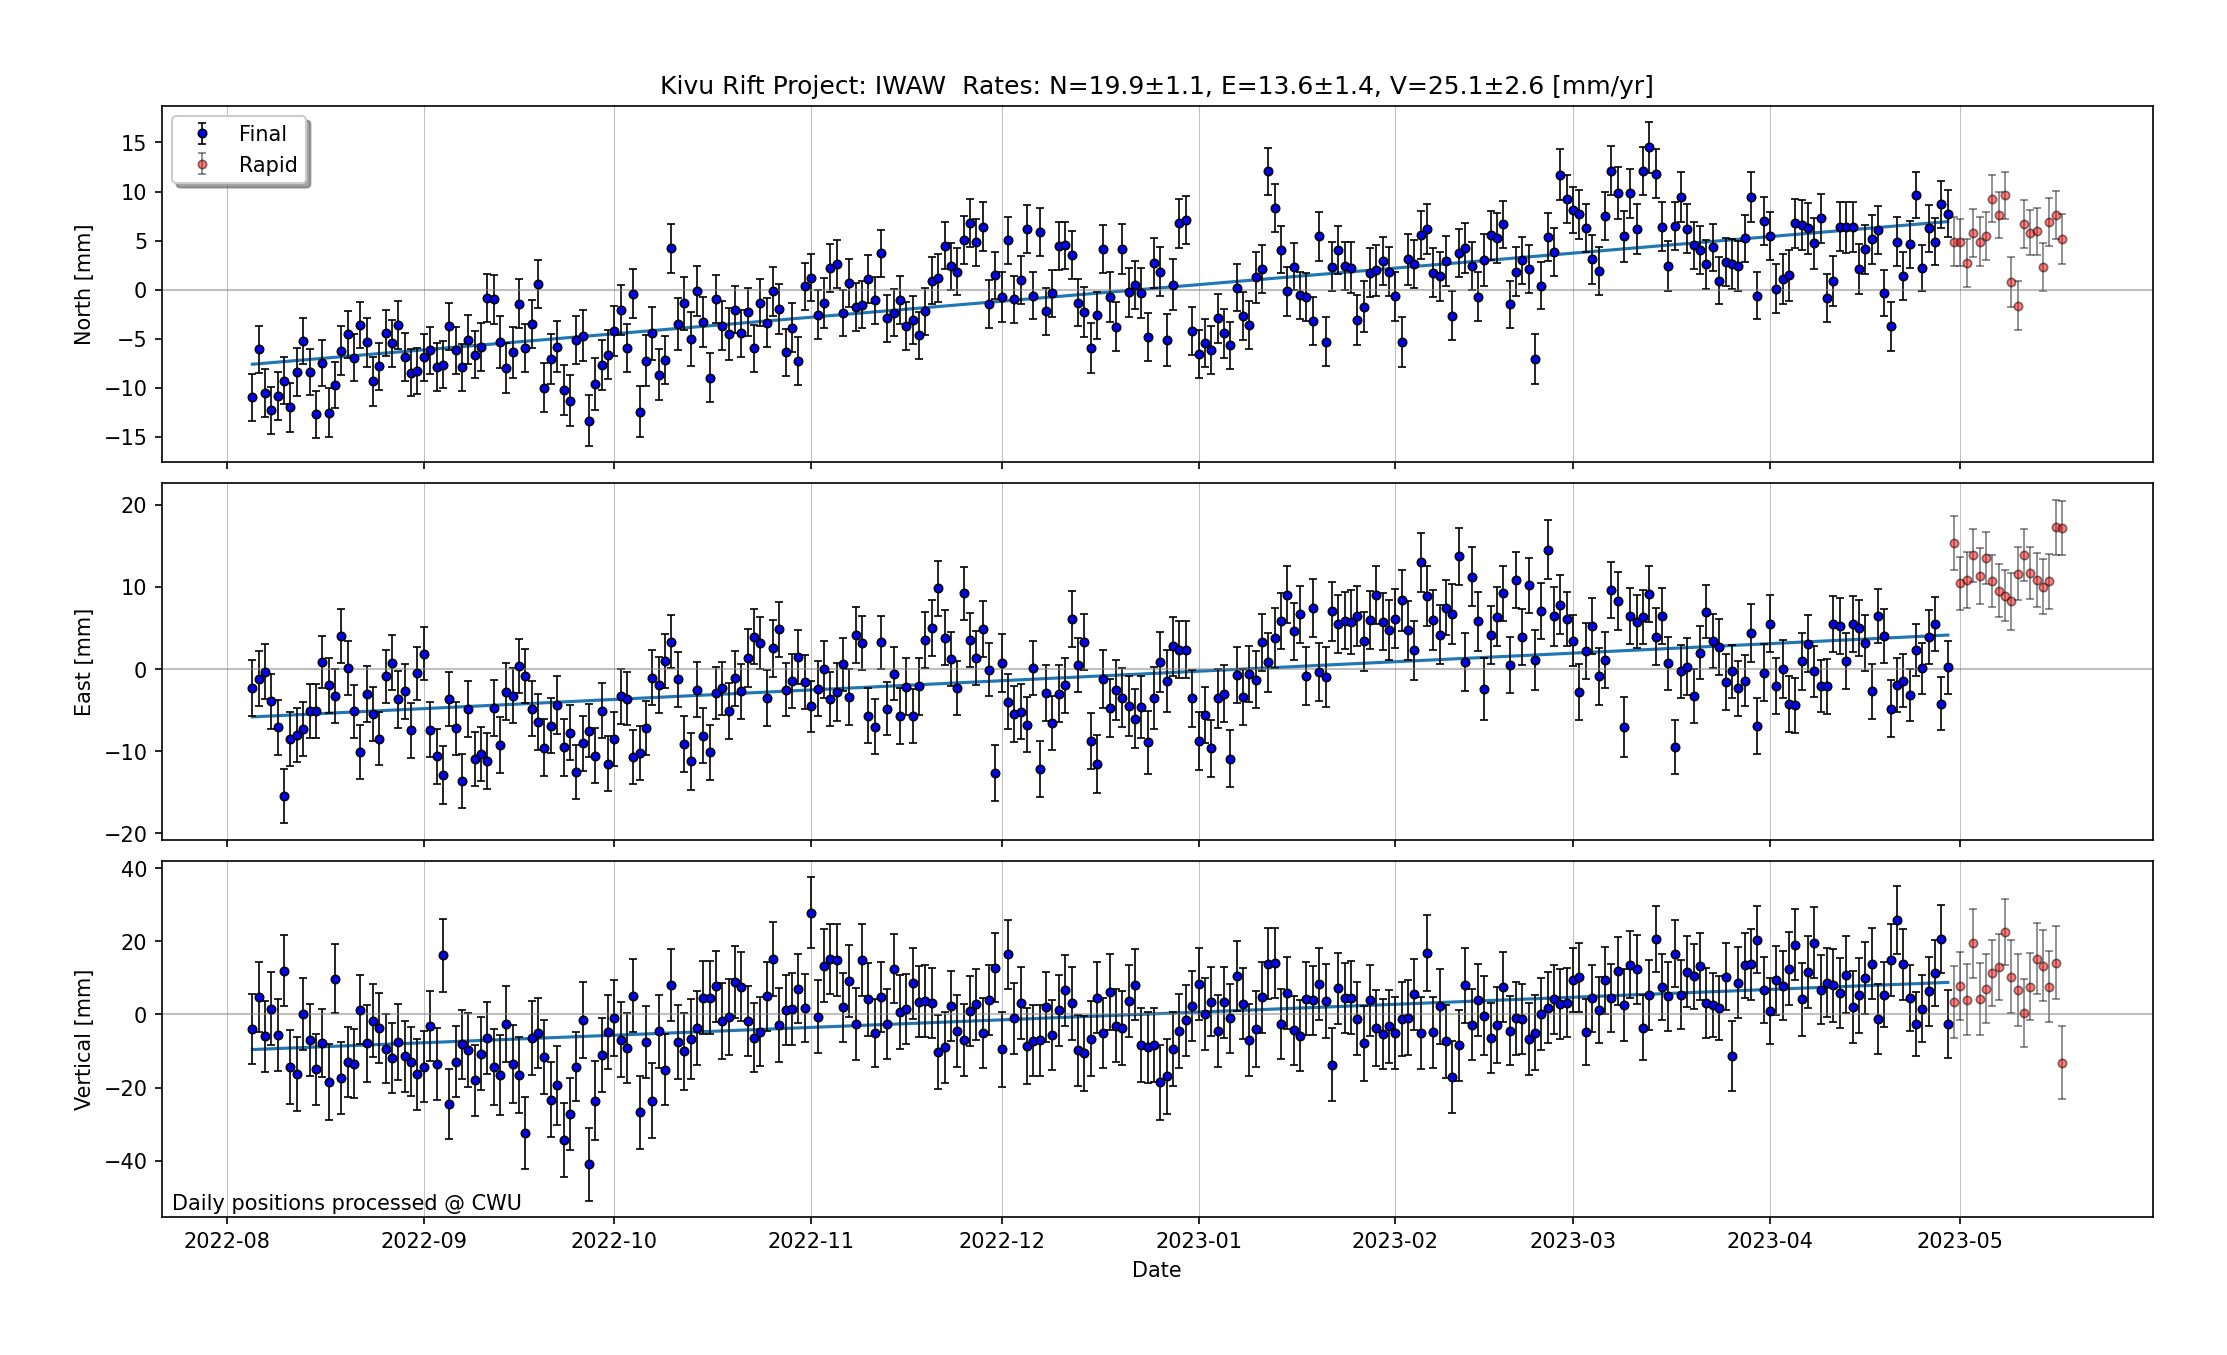 Kivu Rift Project: IWAW  Rates: N=19.9±1.1, E=13.6±1.4, V=25.1±2.6 [mm/yr]
Final
Rapid
North [mm]
15
10
5
0
−5
−10
−15
East [mm]
20
10
0
−10
−20
Vertical [mm]
40
20
0
−20
−40
Daily positions processed @ CWU
2022-08 2022-09 2022-10 2022-11 2022-12 2023-01 2023-02 2023-03 2023-04 2023-05
Date